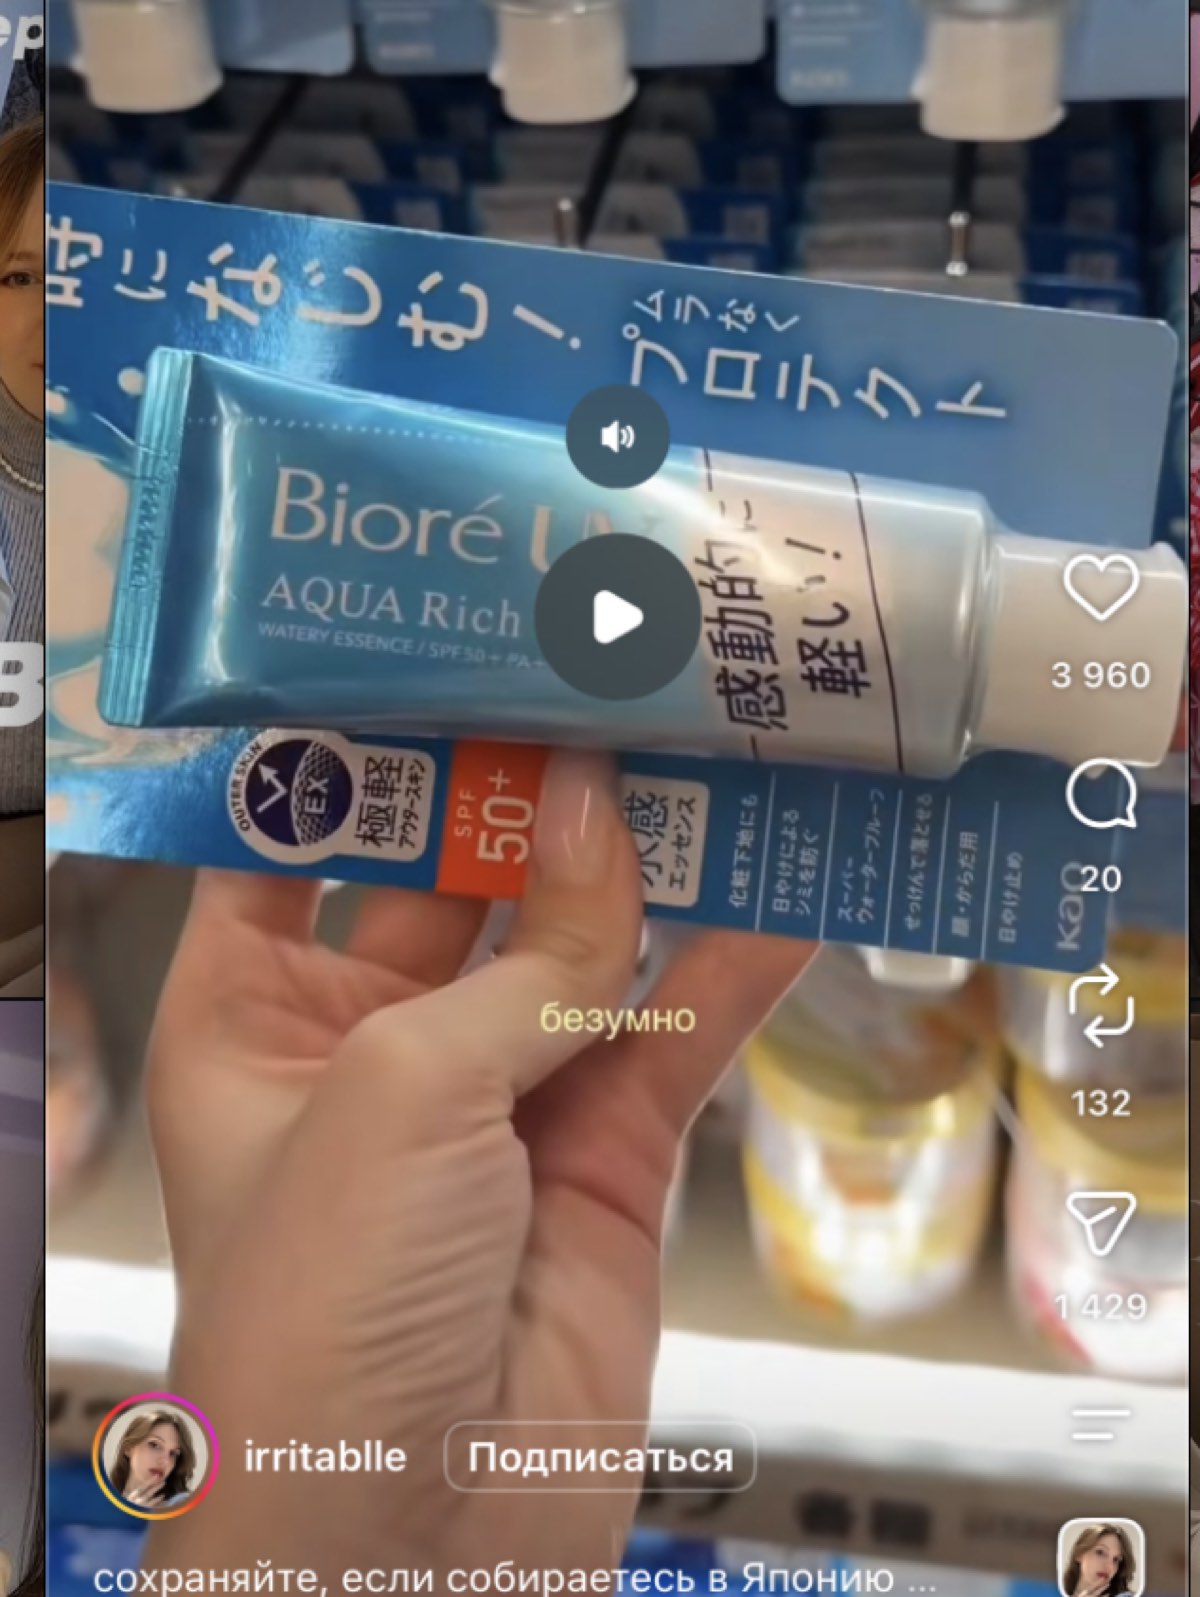 時になじむ!
ムラなく
プロテクト
Bioré UV
AQUA Rich
WATERY ESSENCE / SPF50+ PA+
感動的に
軽い!
OUTER SKIN
EX
極軽
アウタースキン
SPF
50+
水感
エッセンス
化粧下地にも
日やけによる
シミを防ぐ
スーパー
ウォータープルーフ
せっけんで落とせる
顔・からだ用
日やけ止め
Kao
3 960
20
безумно
132
1 429
irritablle
Подписаться
сохраняйте, если собираетесь в Японию ...
ер
В